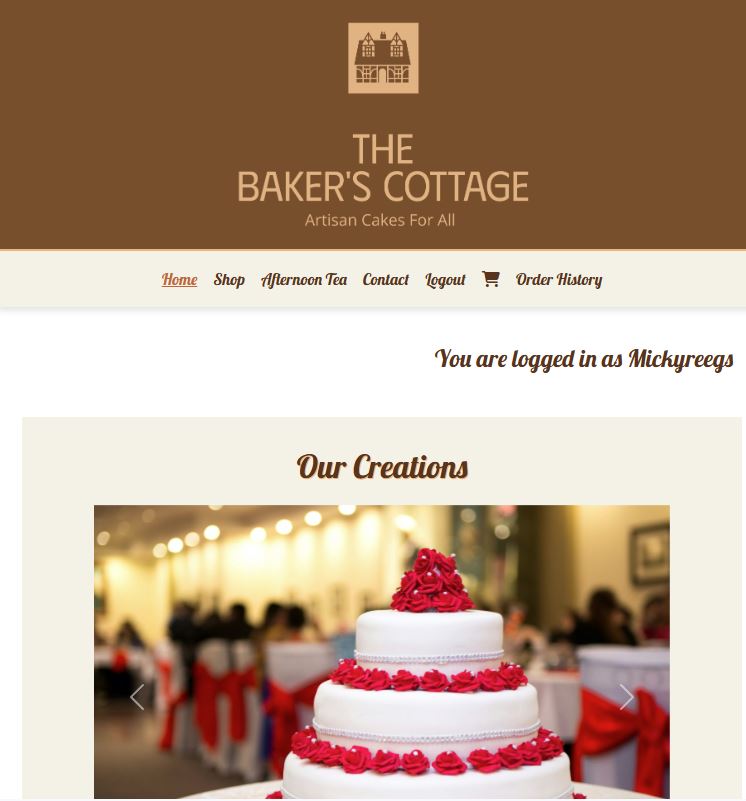 THE
BAKER'S COTTAGE
Artisan Cakes For All
Home Shop Afternoon Tea Contact Logout Order History
You are logged in as Mickyreegs
Our Creations